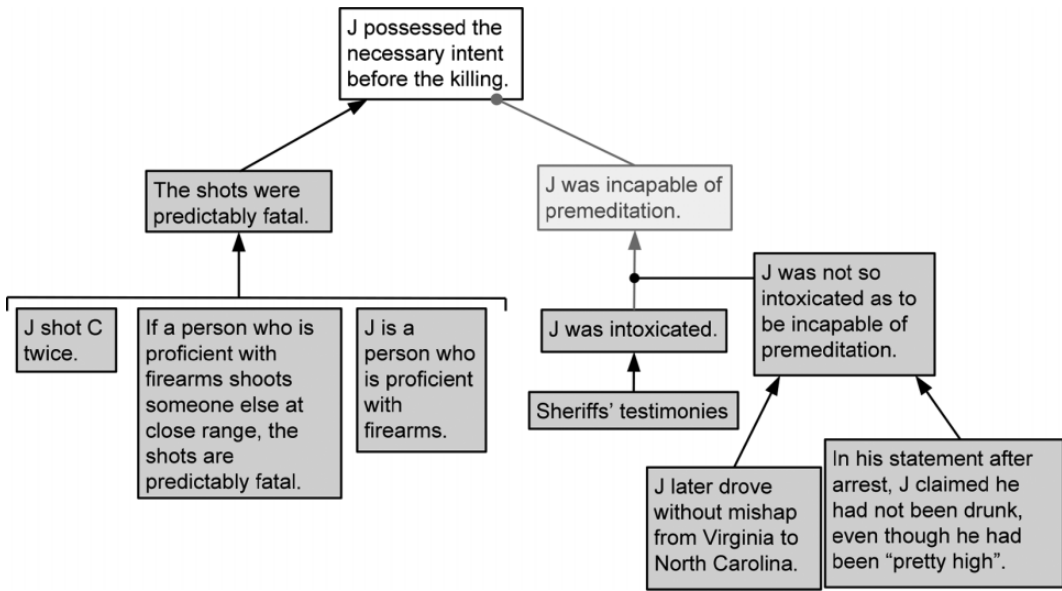 J possessed the
necessary intent
before the killing.
The shots were
predictably fatal.
J was incapable of
premeditation.
J shot C
twice.
If a person who is
proficient with
firearms shoots
someone else at
close range, the
shots are
predictably fatal.
J is a
person who
is proficient
with
firearms.
J was intoxicated.
Sheriffs’ testimonies
J was not so
intoxicated as to
be incapable of
premeditation.
J later drove
without mishap
from Virginia to
North Carolina.
In his statement after
arrest, J claimed he
had not been drunk,
even though he had
been “pretty high”.